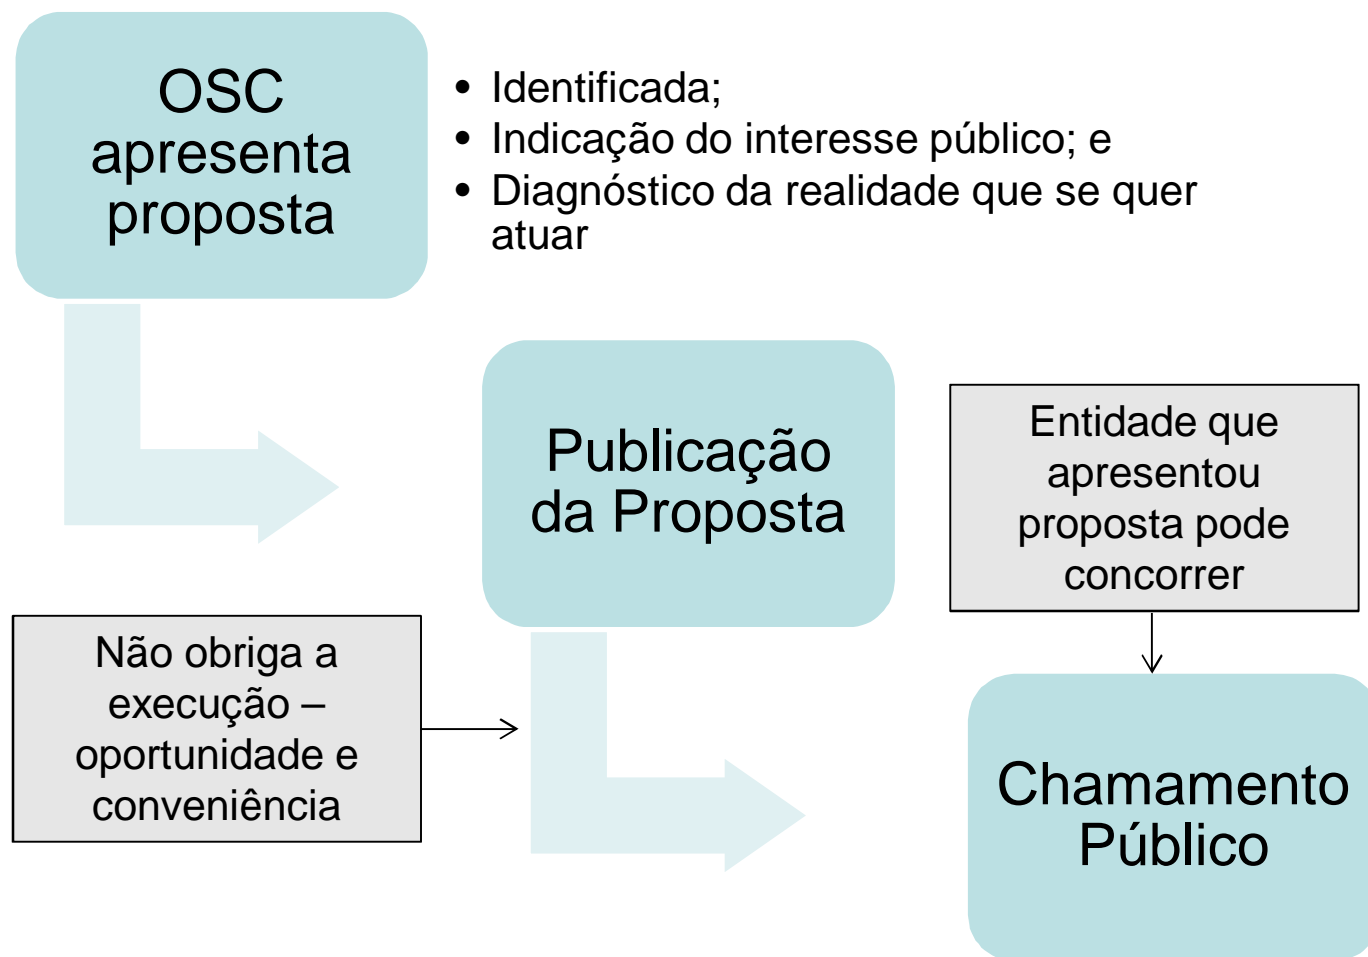 OSC
apresenta
proposta
• Identificada;
• Indicação do interesse público; e
• Diagnóstico da realidade que se quer
atuar
Publicação
da Proposta
Entidade que
apresentou
proposta pode
concorrer
Não obriga a
execução –
oportunidade e
conveniência
Chamamento
Público